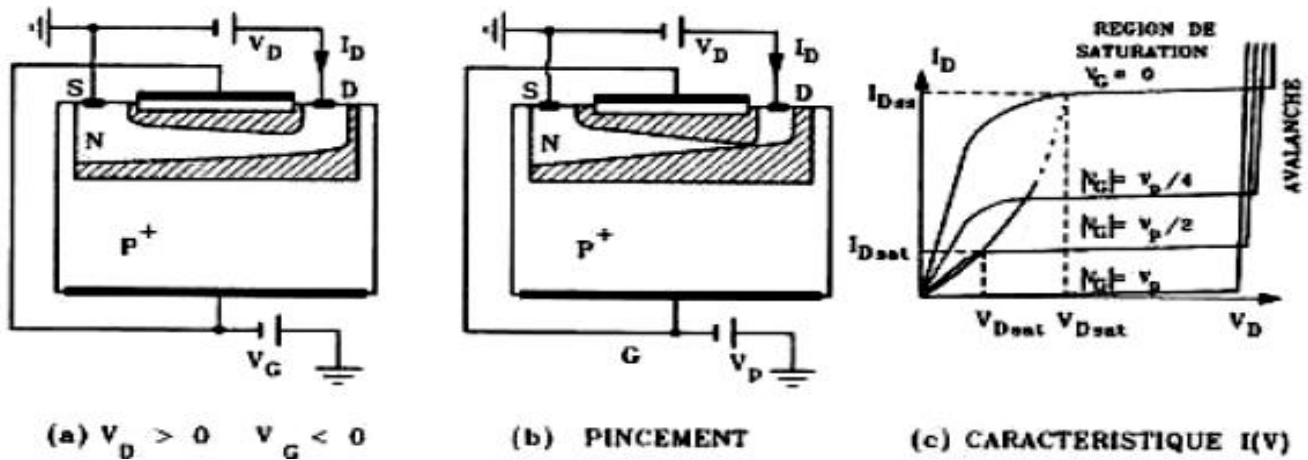 V_D
I_D
S
D
N
P+
V_G
(a) V_D > 0 V_G < 0
V_D
I_D
S
D
N
P+
G
V_p
(b) PINCEMENT
REGION DE
SATURATION
I_D
V_G = 0
I_Dss
|V_G|= V_p/4
|V_G|= V_p/2
I_Dsat
|V_G|= V_p
V_Dsat
V_Dsat
V_D
AVALANCHE
(c) CARACTERISTIQUE I(V)